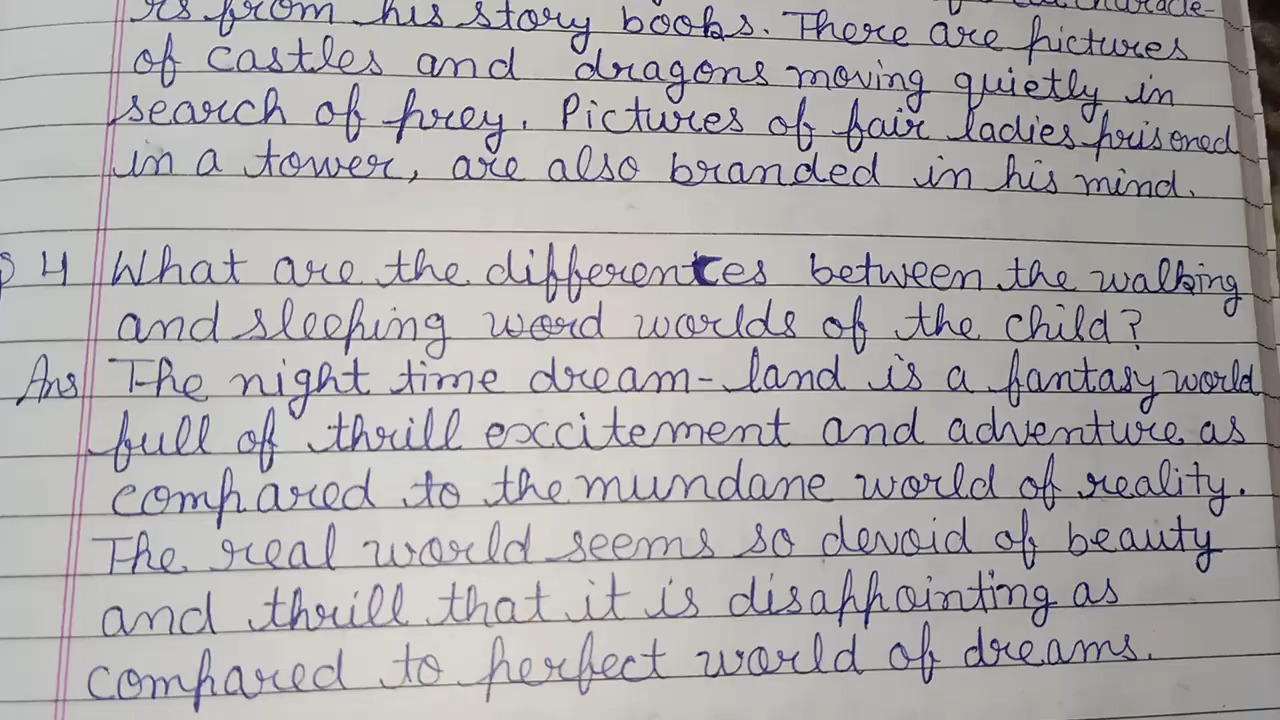 rs from his story books. There are pictures
of castles and dragons moving quietly in
search of prey. Pictures of fair ladies prisoned
in a tower, are also branded in his mind.
4 What are the differences between the walking
and sleeping word worlds of the child?
Ans The night time dream-land is a fantasy world
full of thrill excitement and adventure as
compared to the mundane world of reality.
The real world seems so devoid of beauty
and thrill that it is disappointing as
compared to perfect world of dreams.